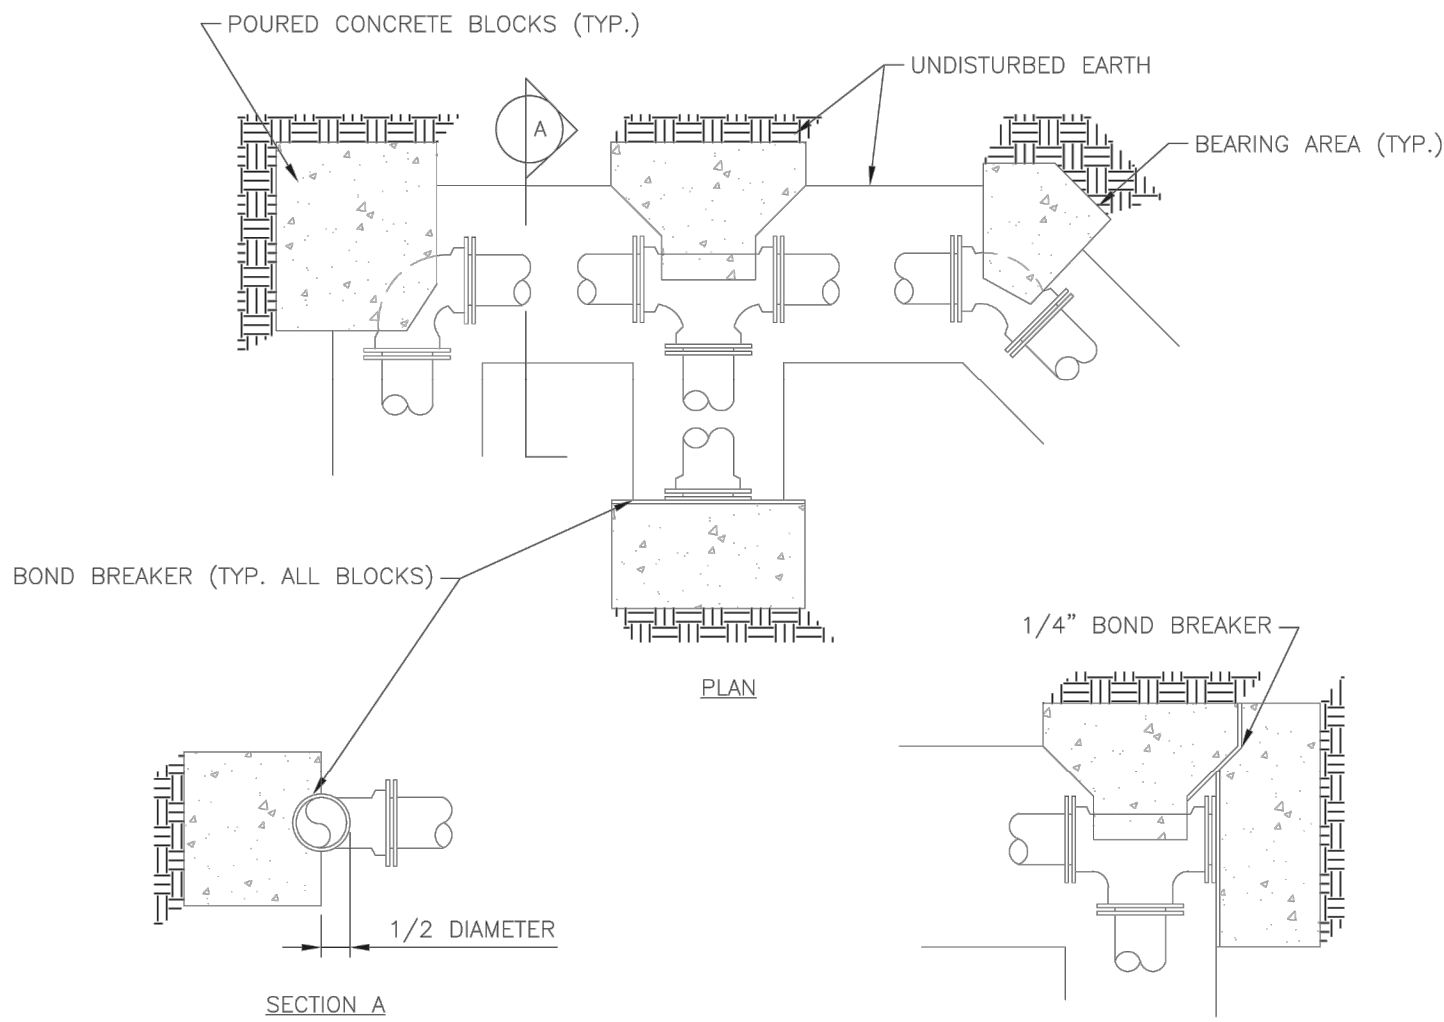 POURED CONCRETE BLOCKS (TYP.)
UNDISTURBED EARTH
A
BEARING AREA (TYP.)
BOND BREAKER (TYP. ALL BLOCKS)
1/4” BOND BREAKER
PLAN
1/2 DIAMETER
SECTION A